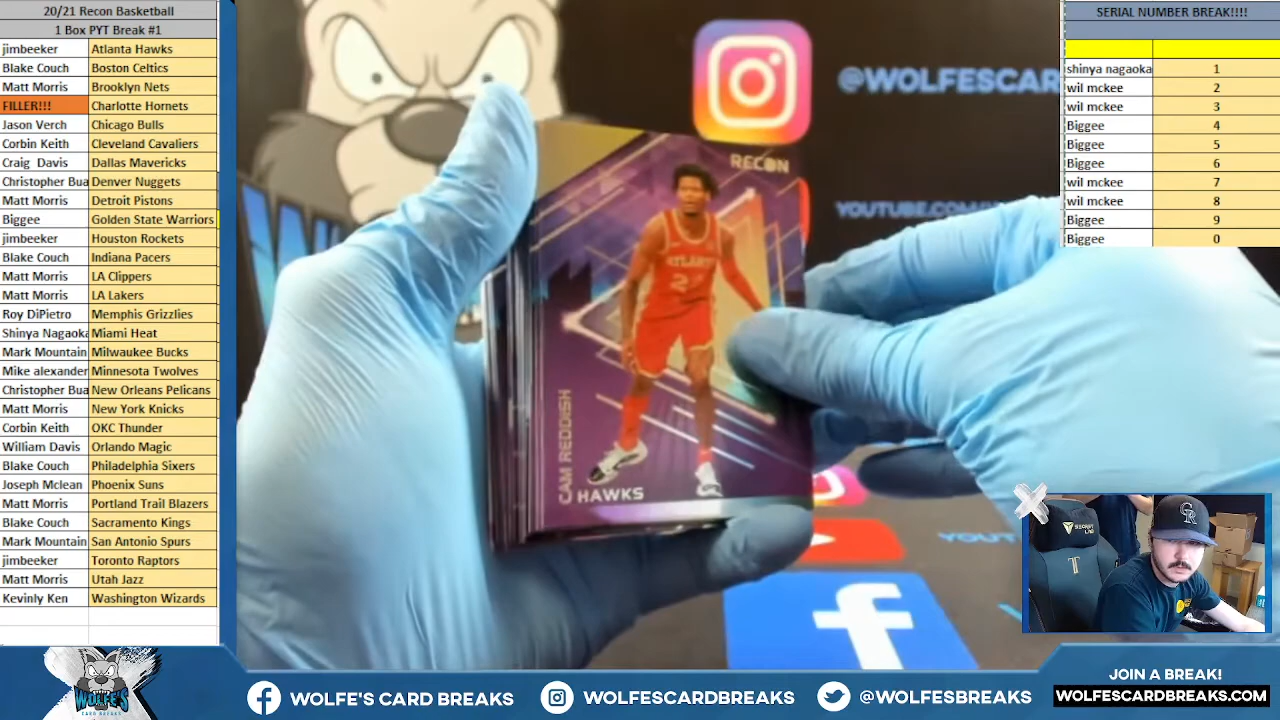 20/21 Recon Basketball
1 Box PYT Break #1
jimbeeker Atlanta Hawks
Blake Couch Boston Celtics
Matt Morris Brooklyn Nets
FILLER!!! Charlotte Hornets
Jason Verch Chicago Bulls
Corbin Keith Cleveland Cavaliers
Craig Davis Dallas Mavericks
Christopher Bua Denver Nuggets
Matt Morris Detroit Pistons
Biggee Golden State Warriors
jimbeeker Houston Rockets
Blake Couch Indiana Pacers
Matt Morris LA Clippers
Matt Morris LA Lakers
Roy DiPietro Memphis Grizzlies
Shinya Nagaoka Miami Heat
Mark Mountain Milwaukee Bucks
Mike alexander Minnesota Twolves
Christopher Bua New Orleans Pelicans
Matt Morris New York Knicks
Corbin Keith OKC Thunder
William Davis Orlando Magic
Blake Couch Philadelphia Sixers
Joseph Mclean Phoenix Suns
Matt Morris Portland Trail Blazers
Blake Couch Sacramento Kings
Mark Mountain San Antonio Spurs
jimbeeker Toronto Raptors
Matt Morris Utah Jazz
Kevinly Ken Washington Wizards
@WOLFESCAR
YOUTUBE.COM/
RECON
ATLANTA
CAM REDDISH
HAWKS
YOUT
SERIAL NUMBER BREAK!!!!
shinya nagaoka 1
wil mckee 2
wil mckee 3
Biggee 4
Biggee 5
Biggee 6
wil mckee 7
wil mckee 8
Biggee 9
Biggee 0
SECRET LAB
CR
WOLFE'S
CARD BREAKS
WOLFE'S CARD BREAKS
WOLFESCARDBREAKS
@WOLFESBREAKS
JOIN A BREAK!
WOLFESCARDBREAKS.COM